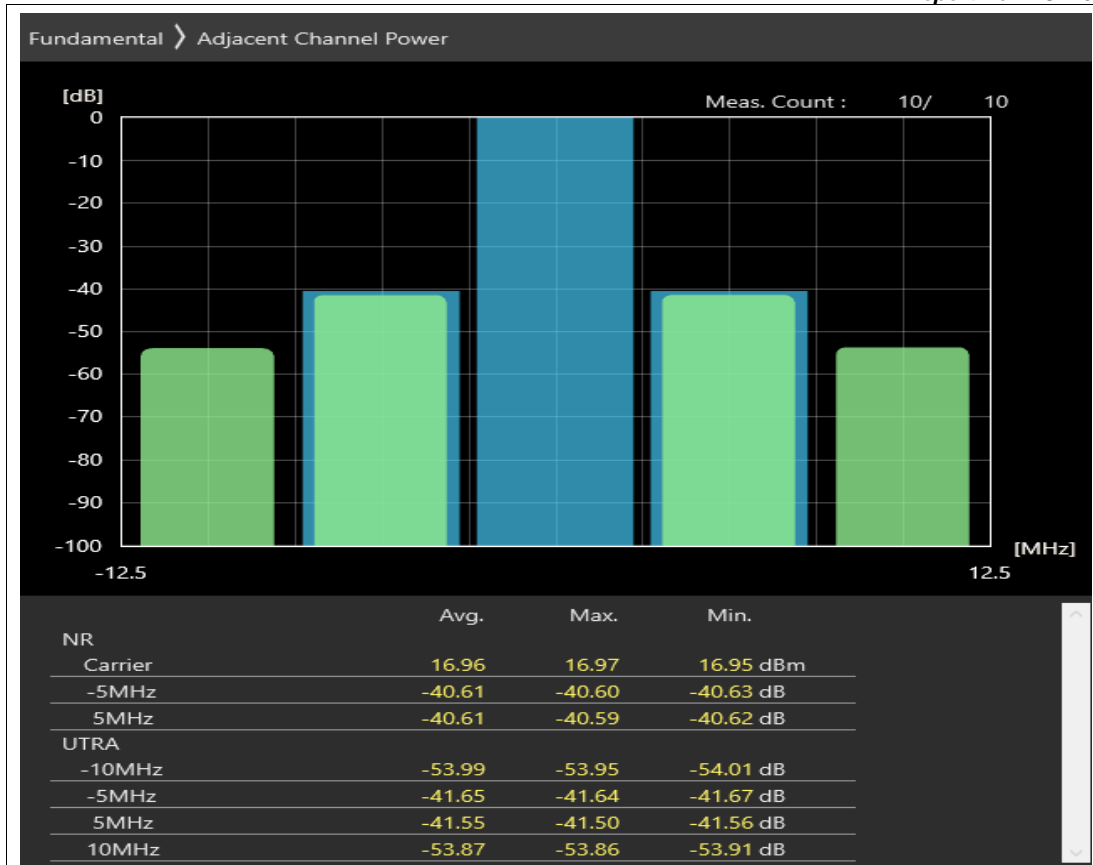 Fundamental ❯ Adjacent Channel Power
[dB]
Meas. Count : 10/ 10
0
-10
-20
-30
-40
-50
-60
-70
-80
-90
-100
[MHz]
-12.5 12.5
Avg. Max. Min.
NR
Carrier 16.96 16.97 16.95 dBm
-5MHz -40.61 -40.60 -40.63 dB
5MHz -40.61 -40.59 -40.62 dB
UTRA
-10MHz -53.99 -53.95 -54.01 dB
-5MHz -41.65 -41.64 -41.67 dB
5MHz -41.55 -41.50 -41.56 dB
10MHz -53.87 -53.86 -53.91 dB